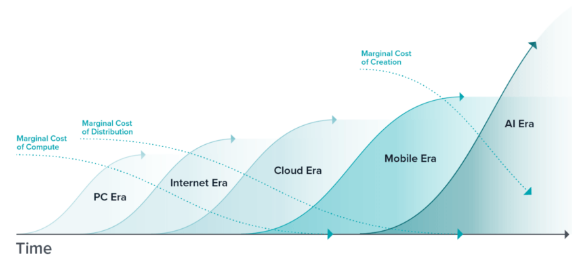 Marginal Cost
of Creation
Marginal Cost
of Distribution
Marginal Cost
of Compute
PC Era
Internet Era
Cloud Era
Mobile Era
AI Era
Time